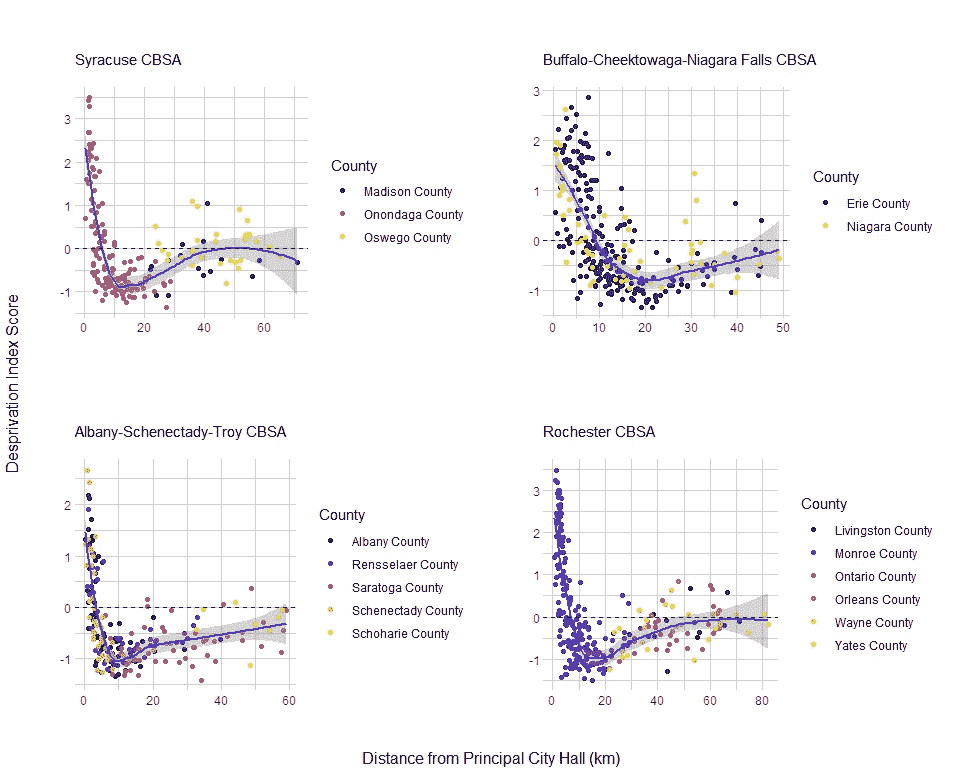 Syracuse CBSA
3
2
1
0
-1
0 20 40 60
County
Madison County
Onondaga County
Oswego County
Buffalo-Cheektowaga-Niagara Falls CBSA
3
2
1
0
-1
0 10 20 30 40 50
County
Erie County
Niagara County
Desprivation Index Score
Albany-Schenectady-Troy CBSA
2
1
0
-1
0 20 40 60
County
Albany County
Rensselaer County
Saratoga County
Schenectady County
Schoharie County
Rochester CBSA
3
2
1
0
-1
0 20 40 60 80
County
Livingston County
Monroe County
Ontario County
Orleans County
Wayne County
Yates County
Distance from Principal City Hall (km)